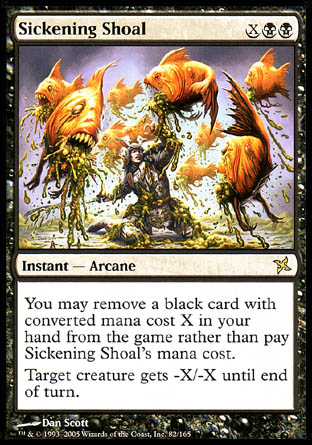 Sickening Shoal X
Instant — Arcane
You may remove a black card with
converted mana cost X in your
hand from the game rather than pay
Sickening Shoal's mana cost.
Target creature gets -X/-X until end
of turn.
Dan Scott
™ & © 1993-2005 Wizards of the Coast, Inc. 82/165